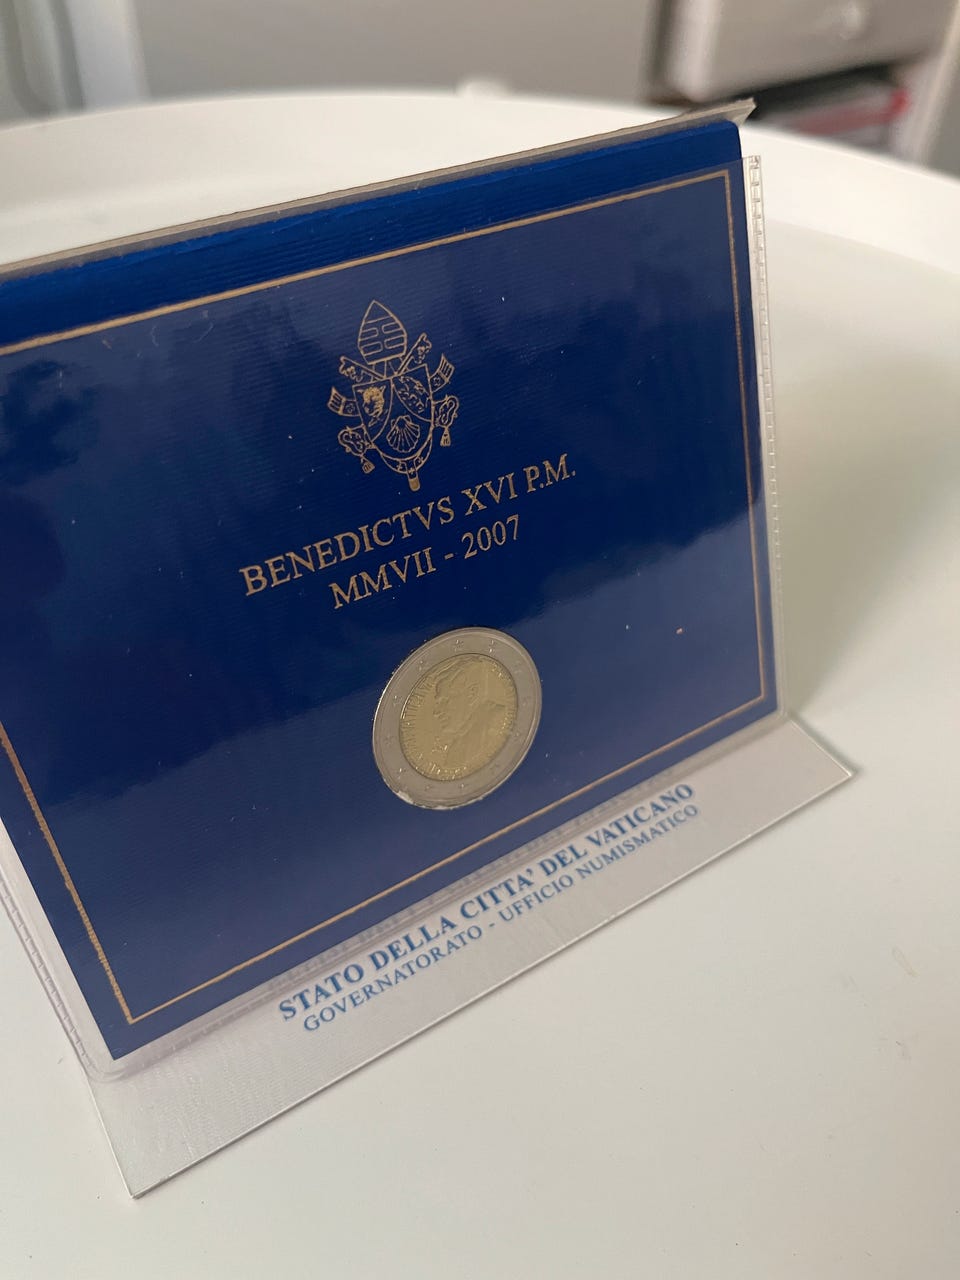 BENEDICTVS XVI P.M.
MMVII - 2007
STATO DELLA CITTA' DEL VATICANO
GOVERNATORATO - UFFICIO NUMISMATICO